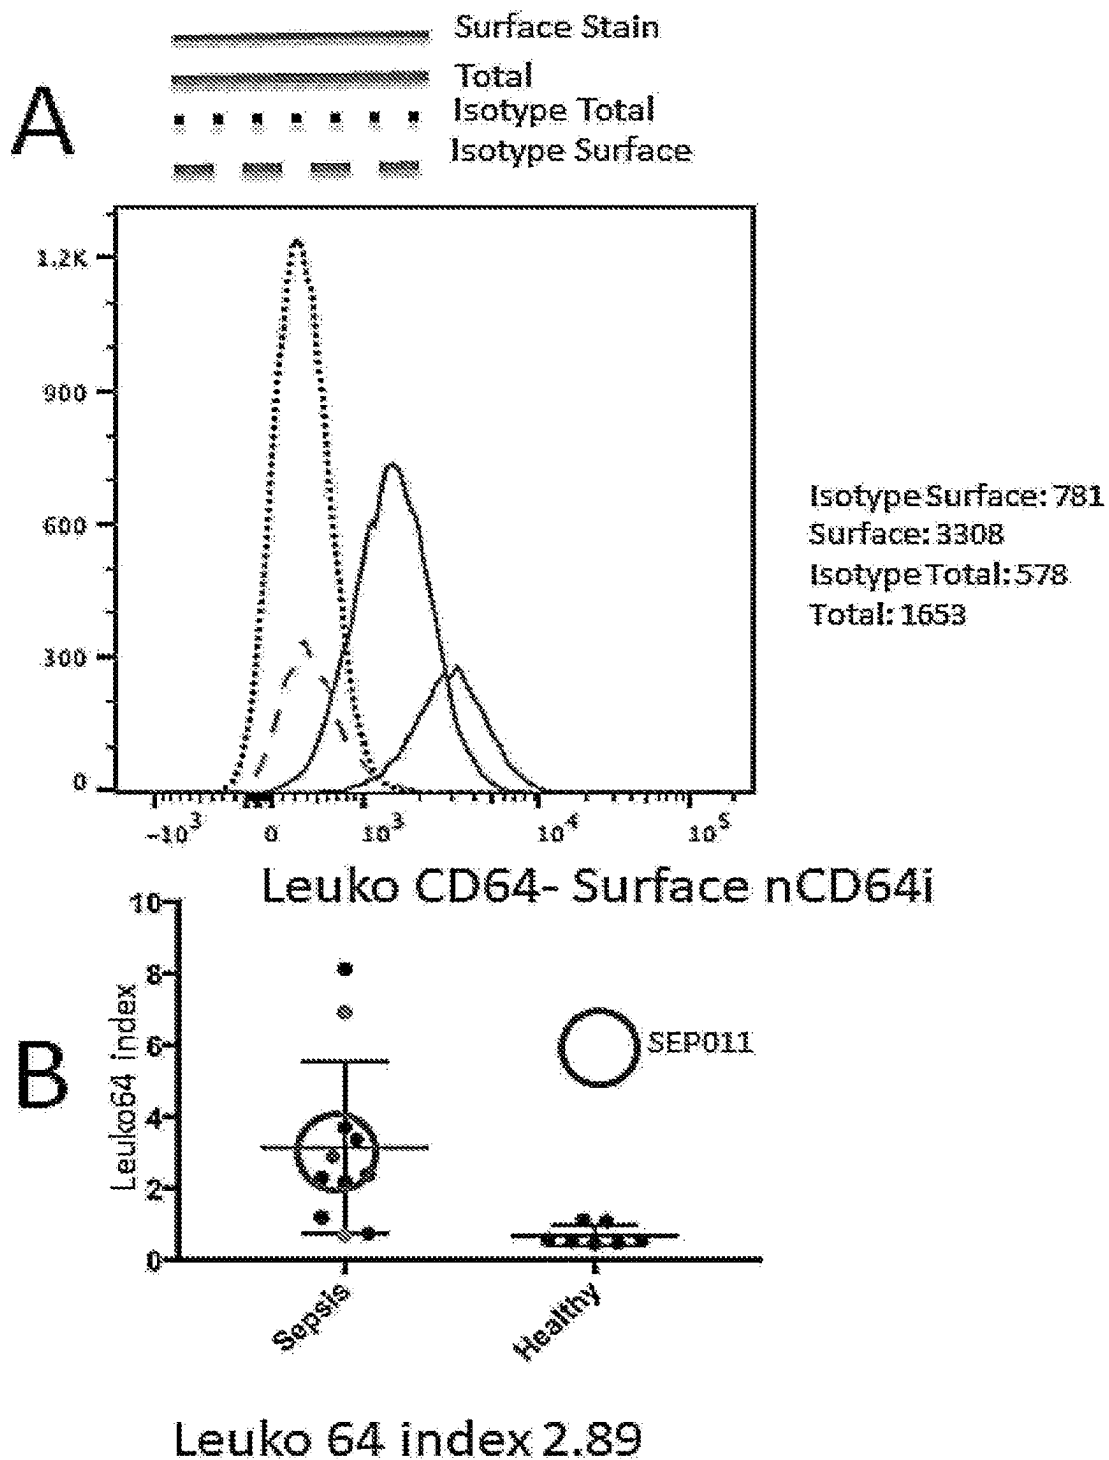 A
Surface Stain
Total
Isotype Total
Isotype Surface
1.2K
900
600
300
0
-10³ 0 10³ 10⁴ 10⁵
Isotype Surface: 781
Surface: 3308
Isotype Total: 578
Total: 1653
Leuko CD64- Surface nCD64i
B
Leuko64 index
10
8
6
4
2
0
SEP011
Sepsis
Healthy
Leuko 64 index 2.89